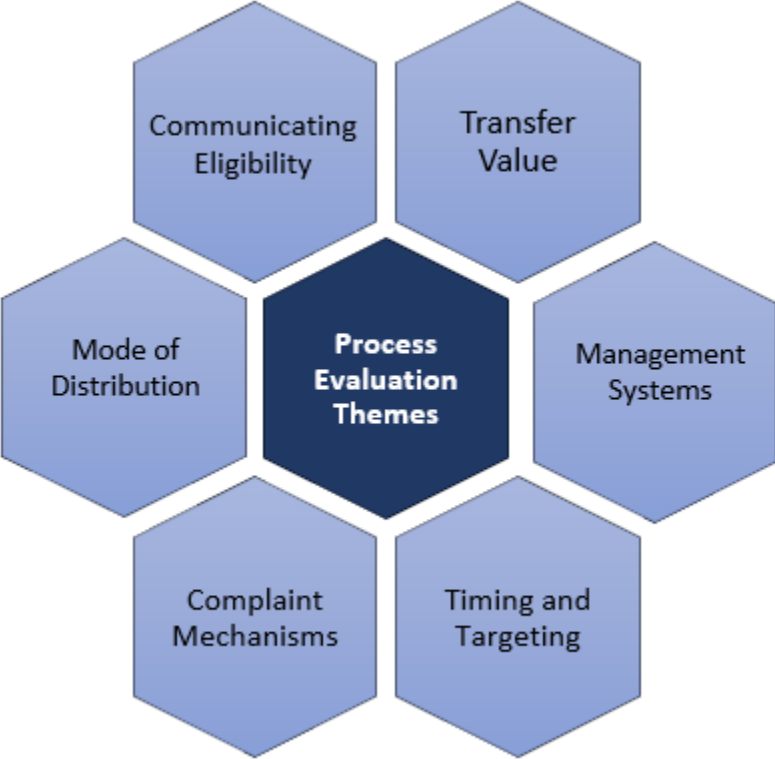 Communicating
Eligibility
Transfer
Value
Mode of
Distribution
Process
Evaluation
Themes
Management
Systems
Complaint
Mechanisms
Timing and
Targeting